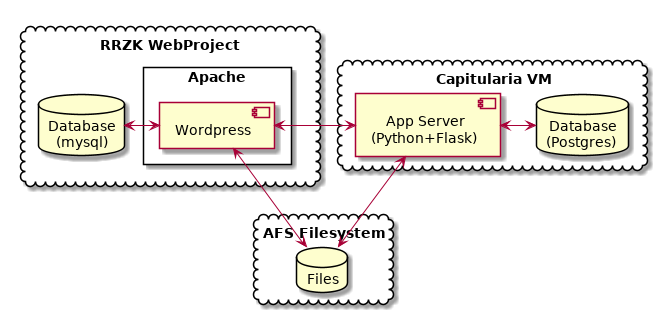 RRZK WebProject
Apache
Database
(mysql)
Wordpress
Capitularia VM
App Server
(Python+Flask)
Database
(Postgres)
AFS Filesystem
Files